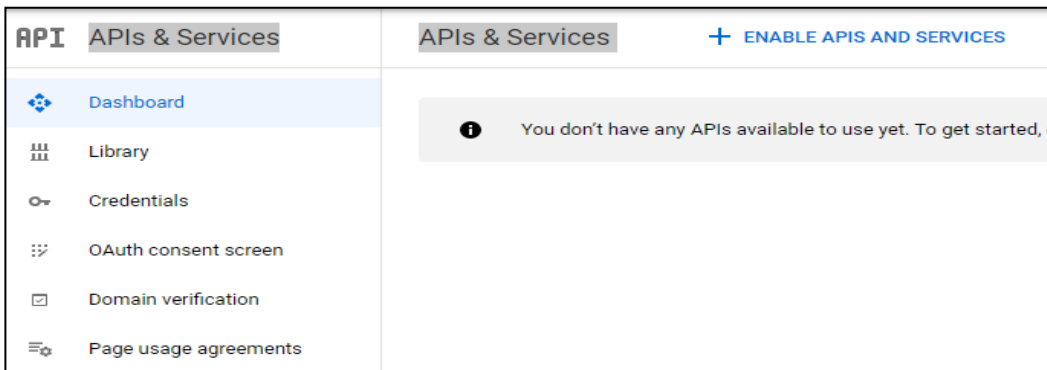 API APIs & Services
APIs & Services
ENABLE APIS AND SERVICES
Dashboard
Library
Credentials
OAuth consent screen
Domain verification
Page usage agreements
You don't have any APIs available to use yet. To get started,